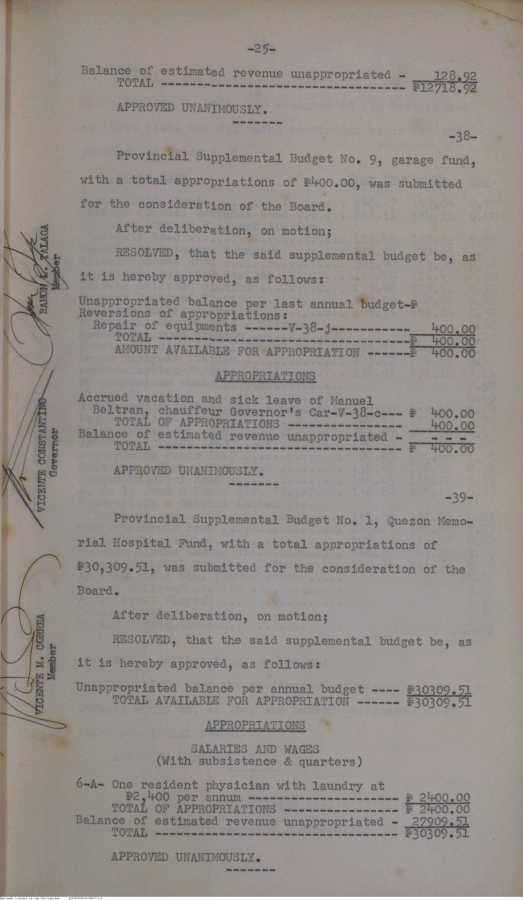 -25-
Balance of estimated revenue unappropriated - 128.92
TOTAL ---------------------------------- ₱12718.92
APPROVED UNANIMOUSLY.
-------
-38-
Provincial Supplemental Budget No. 9, garage fund,
with a total appropriations of ₱400.00, was submitted
for the consideration of the Board.
After deliberation, on motion;
RESOLVED, that the said supplemental budget be, as
it is hereby approved, as follows:
Unappropriated balance per last annual budget-₱
Reversions of appropriations:
Repair of equipments ------V-38-j----------- 400.00
TOTAL -----------------------------------₱ 400.00
AMOUNT AVAILABLE FOR APPROPRIATION ------₱ 400.00
APPROPRIATIONS
Accrued vacation and sick leave of Manuel
Beltran, chauffeur Governor's Car-V-38-c--- ₱ 400.00
TOTAL OF APPROPRIATIONS ---------------- 400.00
Balance of estimated revenue unappropriated - - - -
TOTAL ---------------------------------- ₱ 400.00
APPROVED UNANIMOUSLY.
-------
-39-
Provincial Supplemental Budget No. 1, Quezon Memo-
rial Hospital Fund, with a total appropriations of
₱30,309.51, was submitted for the consideration of the
Board.
After deliberation, on motion;
RESOLVED, that the said supplemental budget be, as
it is hereby approved, as follows:
Unappropriated balance per annual budget ---- ₱30309.51
TOTAL AVAILABLE FOR APPROPRIATION ------ ₱30309.51
APPROPRIATIONS
SALARIES AND WAGES
(With subsistence & quarters)
6-A- One resident physician with laundry at
₱2,400 per annum --------------------- ₱ 2400.00
TOTAL OF APPROPRIATIONS ---------------- ₱ 2400.00
Balance of estimated revenue unappropriated - 27909.51
TOTAL ---------------------------------- ₱30309.51
APPROVED UNANIMOUSLY.
-------
RAMON R. TALAGA
Member
VICENTE CONSTANTINO
Governor
VICENTE M. CORREA
Member
National Library of the Philippines